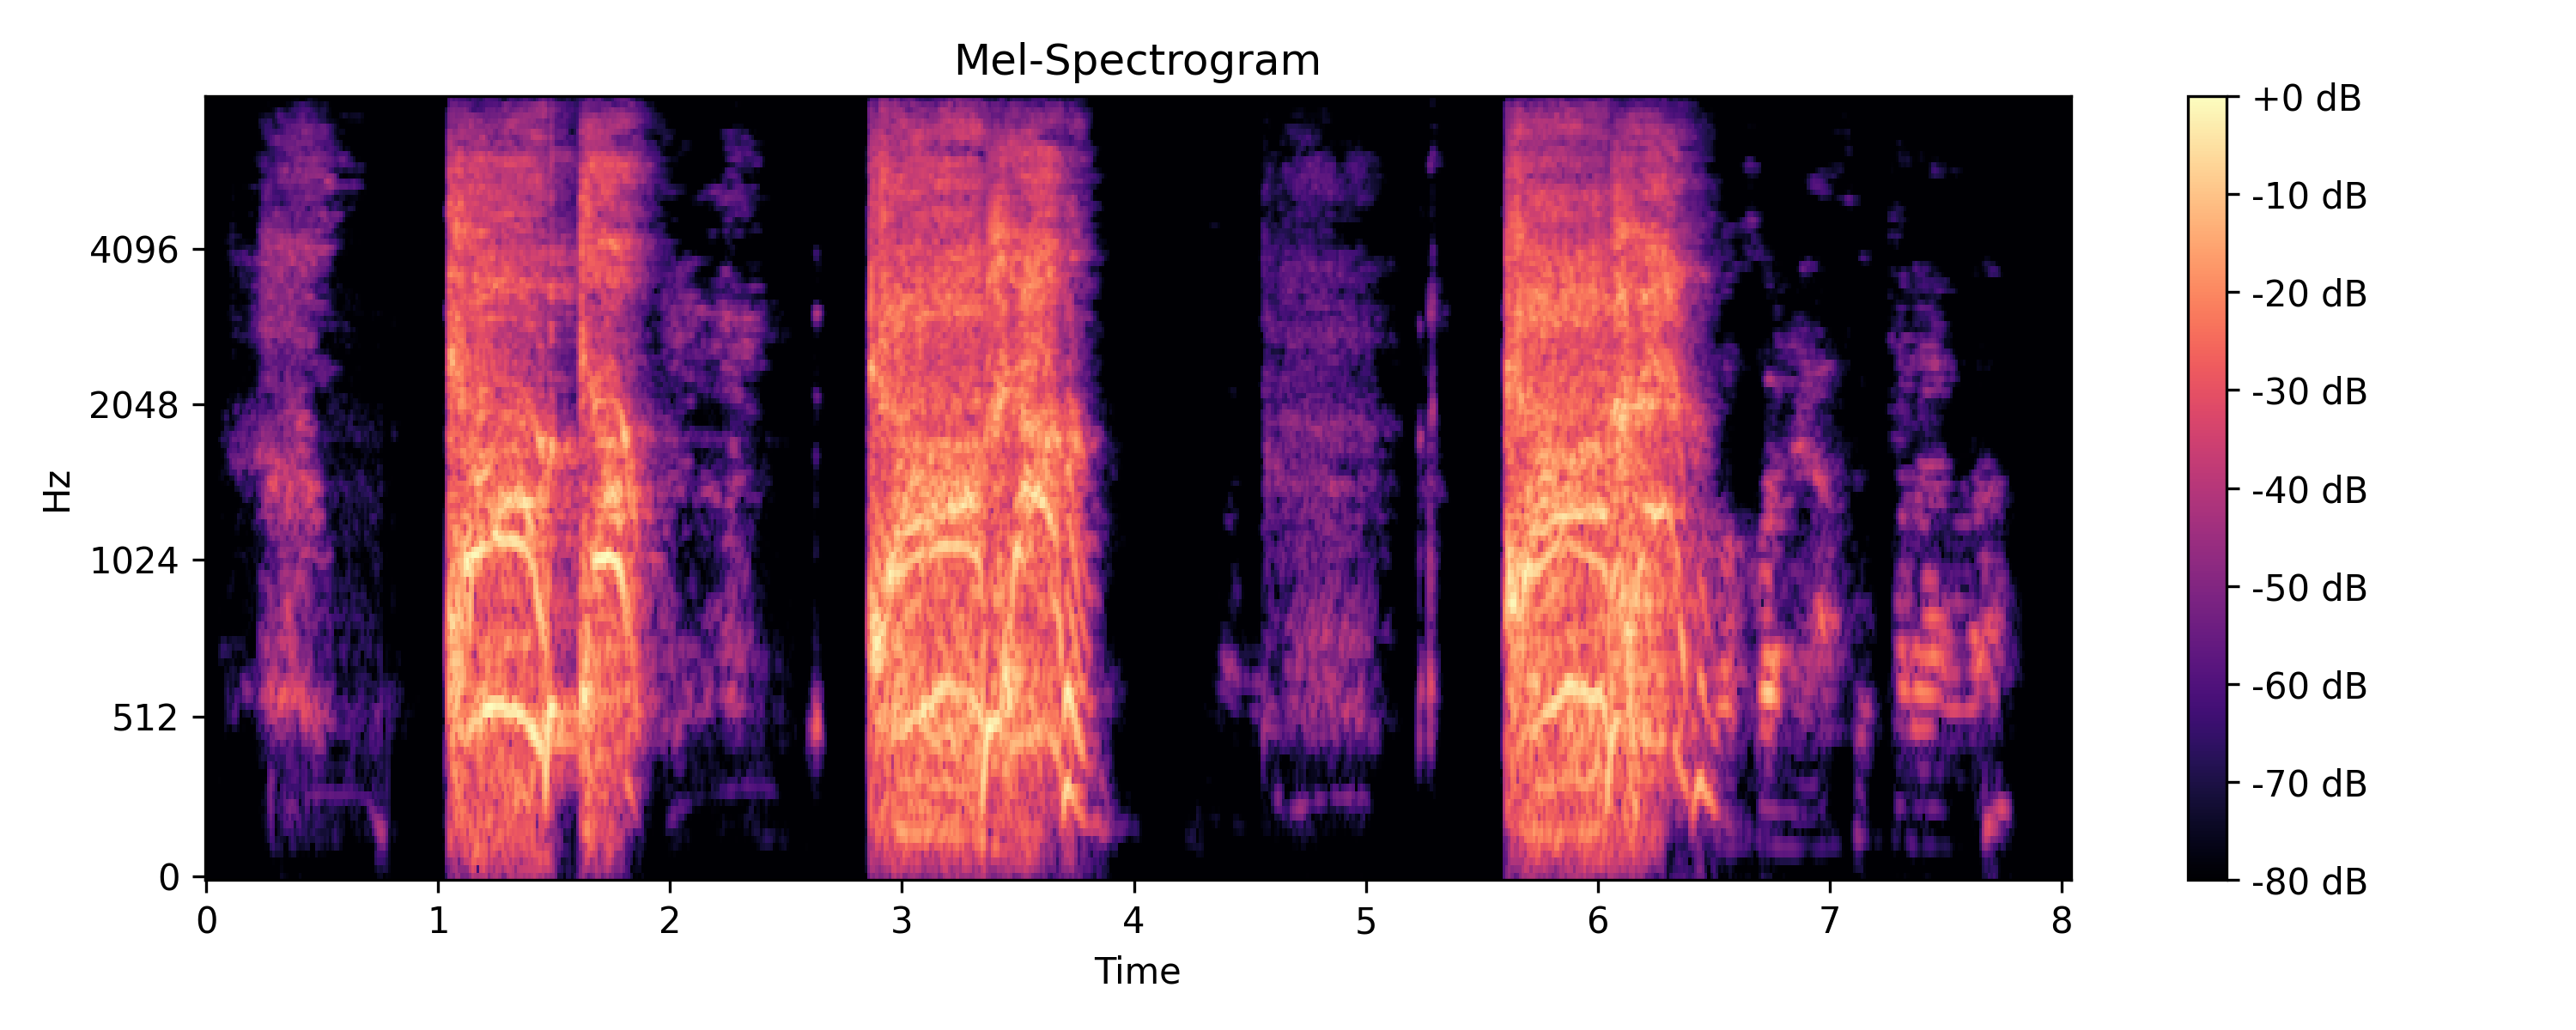 Mel-Spectrogram
+0 dB
-10 dB
4096
-20 dB
-30 dB
2048
Hz
-40 dB
1024
-50 dB
-60 dB
512
-70 dB
0
-80 dB
0 1 2 3 4 5 6 7 8
Time